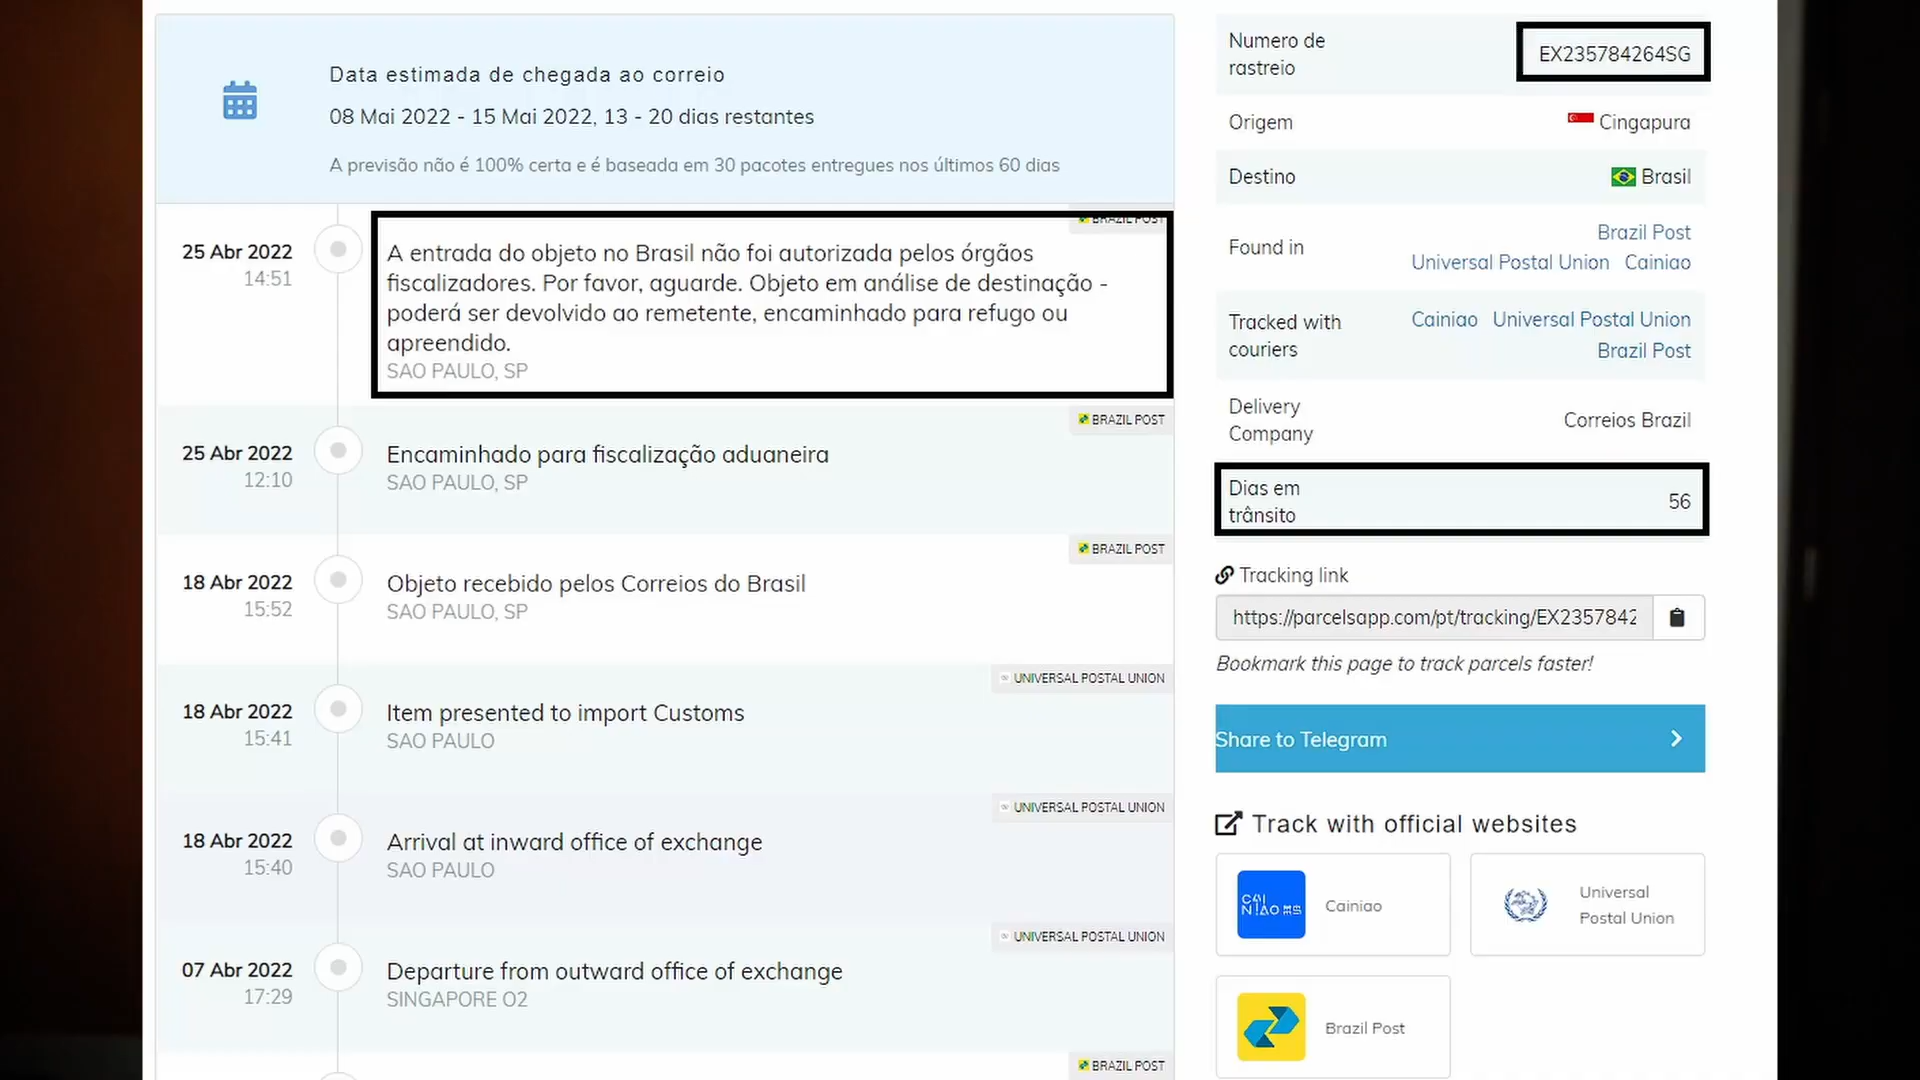 Data estimada de chegada ao correio
08 Mai 2022 - 15 Mai 2022, 13 - 20 dias restantes
A previsão não é 100% certa e é baseada em 30 pacotes entregues nos últimos 60 dias
BRAZIL POST
25 Abr 2022
14:51
A entrada do objeto no Brasil não foi autorizada pelos órgãos
fiscalizadores. Por favor, aguarde. Objeto em análise de destinação -
poderá ser devolvido ao remetente, encaminhado para refugo ou
apreendido.
SAO PAULO, SP
BRAZIL POST
25 Abr 2022
12:10
Encaminhado para fiscalização aduaneira
SAO PAULO, SP
BRAZIL POST
18 Abr 2022
15:52
Objeto recebido pelos Correios do Brasil
SAO PAULO, SP
UNIVERSAL POSTAL UNION
18 Abr 2022
15:41
Item presented to import Customs
SAO PAULO
UNIVERSAL POSTAL UNION
18 Abr 2022
15:40
Arrival at inward office of exchange
SAO PAULO
UNIVERSAL POSTAL UNION
07 Abr 2022
17:29
Departure from outward office of exchange
SINGAPORE 02
BRAZIL POST
Numero de
rastreio
EX235784264SG
Origem
Cingapura
Destino
Brasil
Found in
Brazil Post
Universal Postal Union Cainiao
Tracked with
couriers
Cainiao Universal Postal Union
Brazil Post
Delivery
Company
Correios Brazil
Dias em
trânsito
56
Tracking link
https://parcelsapp.com/pt/tracking/EX2357842
Bookmark this page to track parcels faster!
Share to Telegram
Track with official websites
CAI
NIAO
Cainiao
Universal
Postal Union
Brazil Post